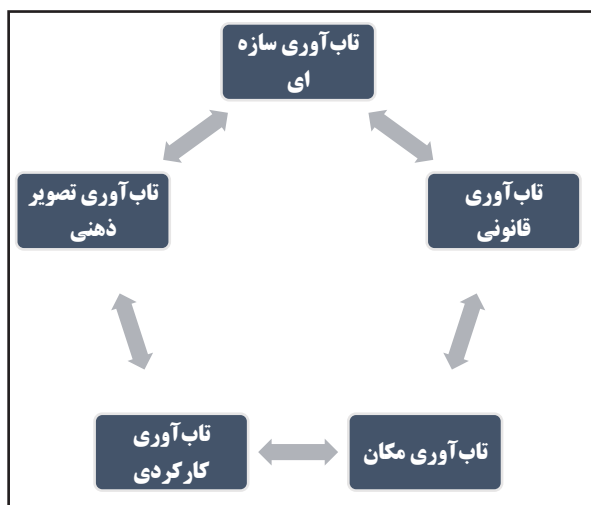 تاب‌آوری سازه
ای
تاب‌آوری تصویر
ذهنی
تاب‌آوری
قانونی
تاب‌آوری
کارکردی
تاب‌آوری مکان